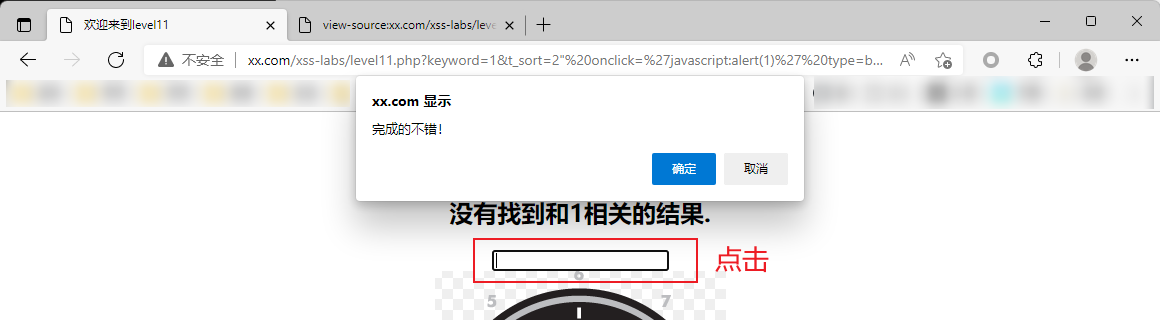 欢迎来到level11
view-source:xx.com/xss-labs/leve
不安全
xx.com/xss-labs/level11.php?keyword=1&t_sort=2"%20onclick=%27javascript:alert(1)%27%20type=b...
xx.com 显示
完成的不错!
确定
取消
没有找到和1相关的结果.
点击
6
5
7